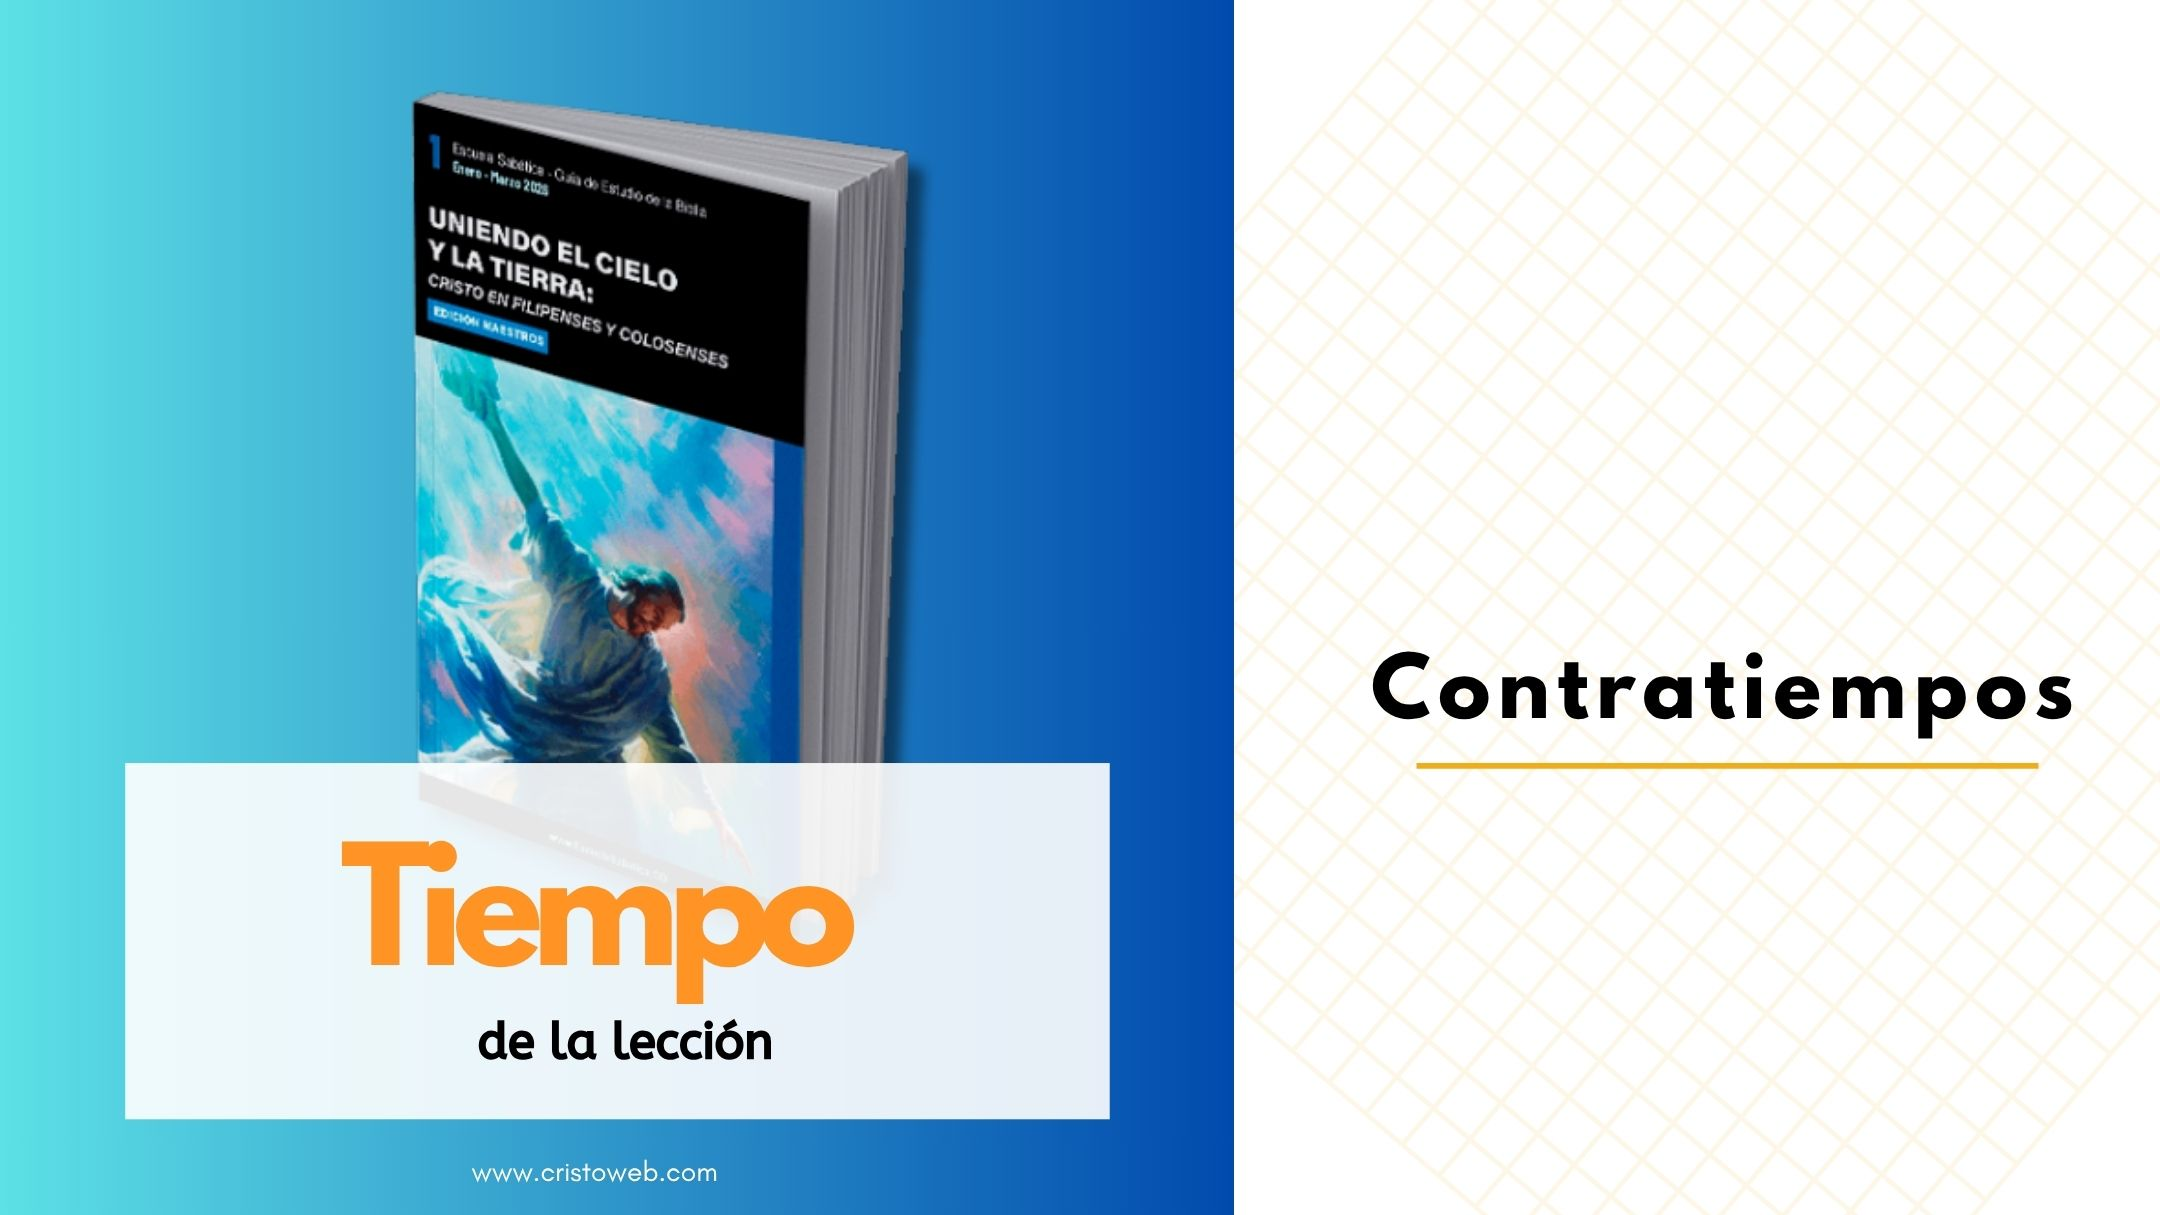 1
Escuela Sabática - Guía de Estudio de la Biblia
Enero - Marzo 2026
UNIENDO EL CIELO
Y LA TIERRA:
CRISTO EN FILIPENSES Y COLOSENSES
EDICIÓN MAESTROS
Tiempo
de la lección
www.cristoweb.com
Contratiempos